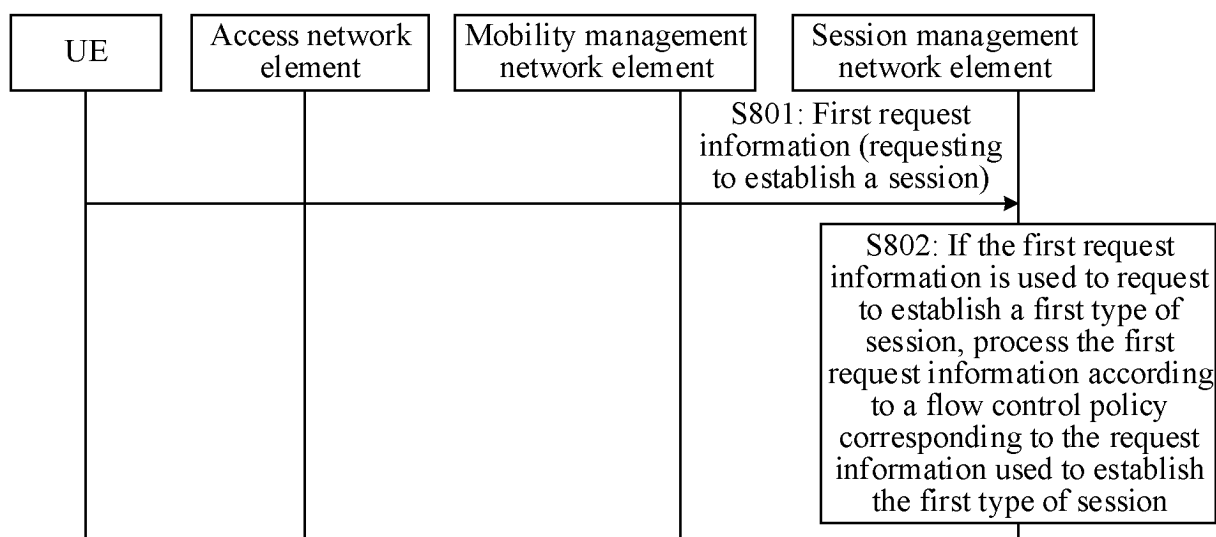 UE
Access network
element
Mobility management
network element
Session management
network element
S801: First request
information (requesting
to establish a session)
S802: If the first request
information is used to request
to establish a first type of
session, process the first
request information according
to a flow control policy
corresponding to the request
information used to establish
the first type of session